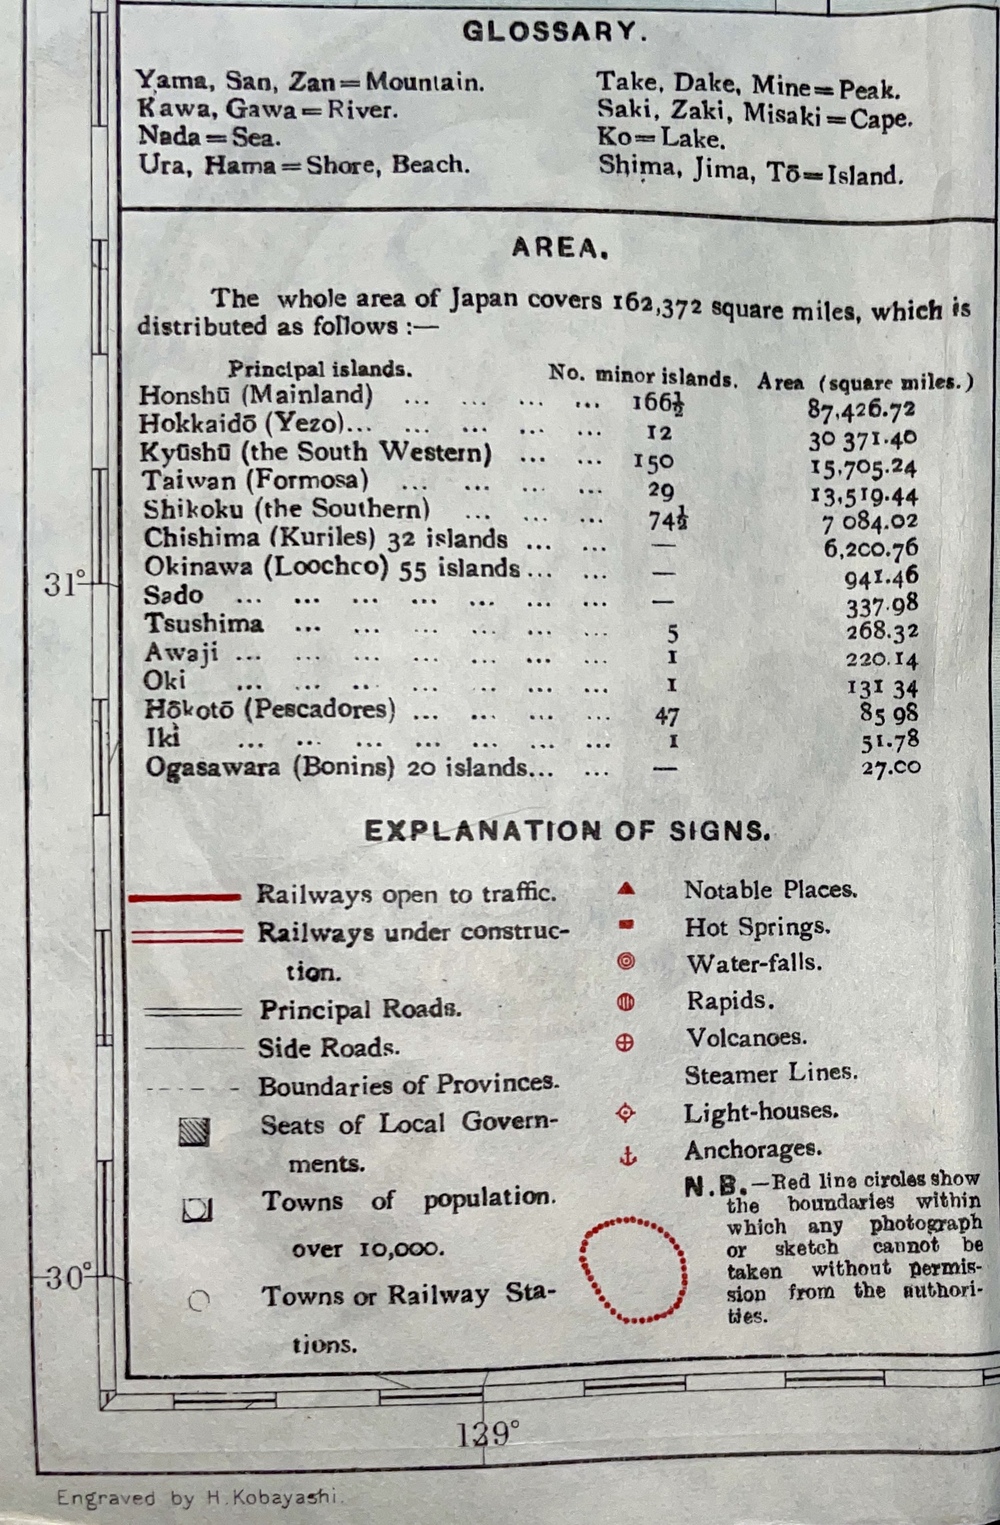 GLOSSARY.
Yama, San, Zan=Mountain.
Kawa, Gawa=River.
Nada=Sea.
Ura, Hama=Shore, Beach.
Take, Dake, Mine=Peak.
Saki, Zaki, Misaki=Cape.
Ko=Lake.
Shima, Jima, Tō=Island.
AREA.
The whole area of Japan covers 162,372 square miles, which is
distributed as follows :—
Principal islands. No. minor islands. Area (square miles.)
Honshū (Mainland) ... ... ... ... 166½ 87,426.72
Hokkaidō (Yezo)... ... ... ... ... 12 30 371.40
Kyūshū (the South Western) ... ... 150 15,705.24
Taiwan (Formosa) ... ... ... ... 29 13,519.44
Shikoku (the Southern) ... ... ... 74½ 7 084.02
Chishima (Kuriles) 32 islands ... ... — 6,200.76
Okinawa (Loochoo) 55 islands... ... — 941.46
Sado ... ... ... ... ... ... ... — 337.98
Tsushima ... ... ... ... ... ... 5 268.32
Awaji ... ... ... ... ... ... ... 1 220.14
Oki ... ... ... ... ... ... ... 1 131 34
Hōkotō (Pescadores) ... ... ... ... 47 85 98
Iki ... ... ... ... ... ... ... 1 51.78
Ogasawara (Bonins) 20 islands... ... — 27.00
EXPLANATION OF SIGNS.
Railways open to traffic.
Railways under construc-
tion.
Principal Roads.
Side Roads.
Boundaries of Provinces.
Seats of Local Govern-
ments.
Towns of population.
over 10,000.
Towns or Railway Sta-
tions.
Notable Places.
Hot Springs.
Water-falls.
Rapids.
Volcanoes.
Steamer Lines.
Light-houses.
Anchorages.
N.B.—Red line circles show
the boundaries within
which any photograph
or sketch cannot be
taken without permis-
sion from the authori-
ties.
31°
30°
129°
Engraved by H.Kobayashi.